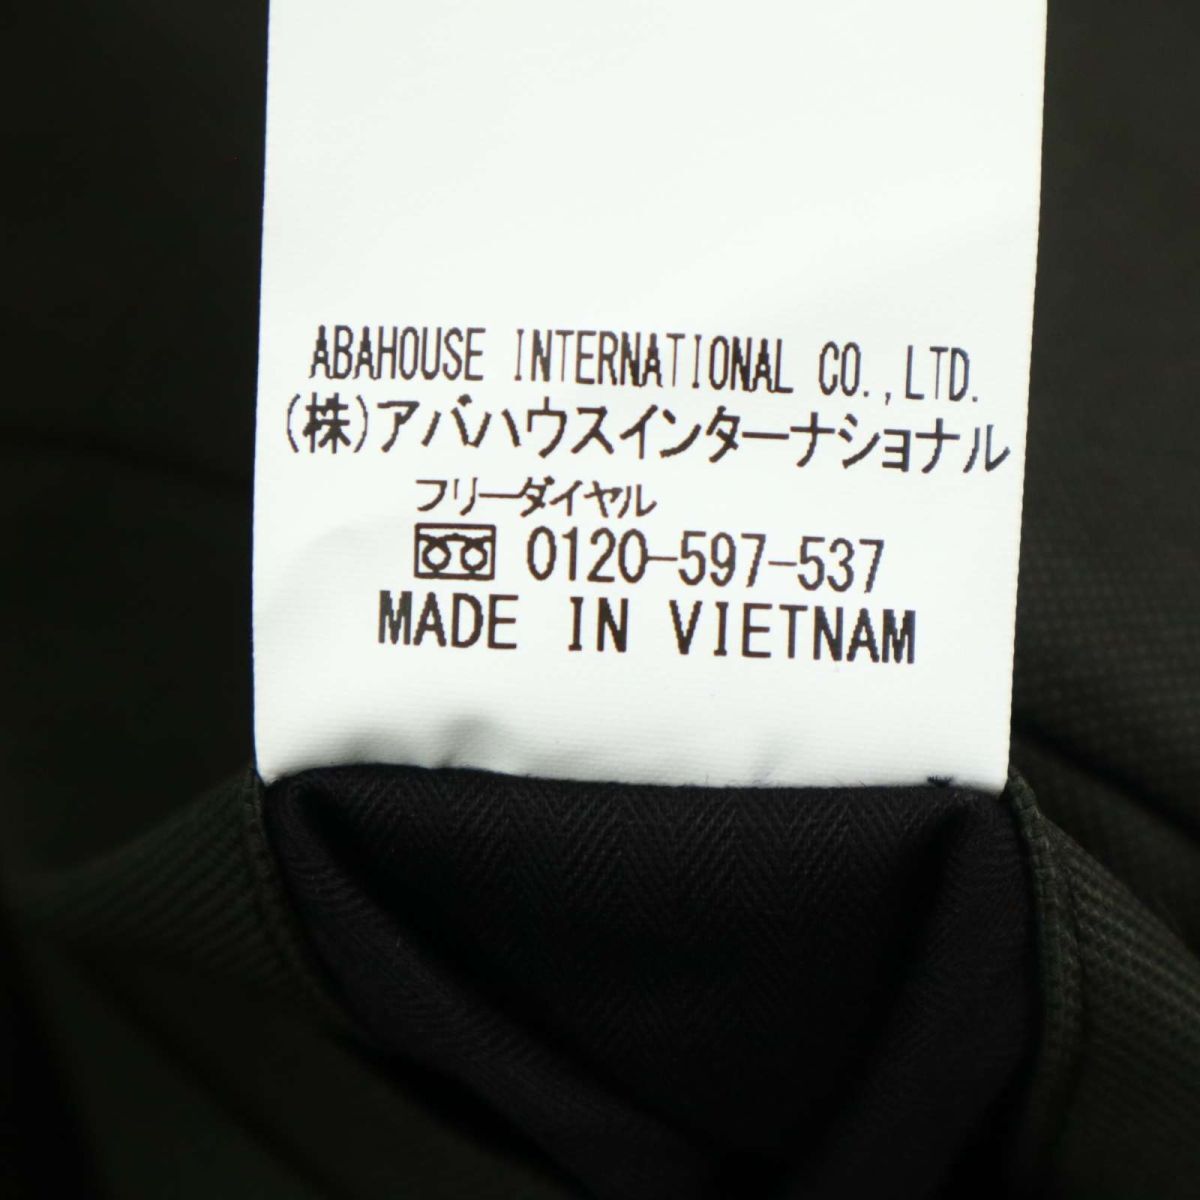 ABAHOUSE INTERNATIONAL CO.,LTD.
(株)アバハウスインターナショナル
フリーダイヤル
0120-597-537
MADE IN VIETNAM